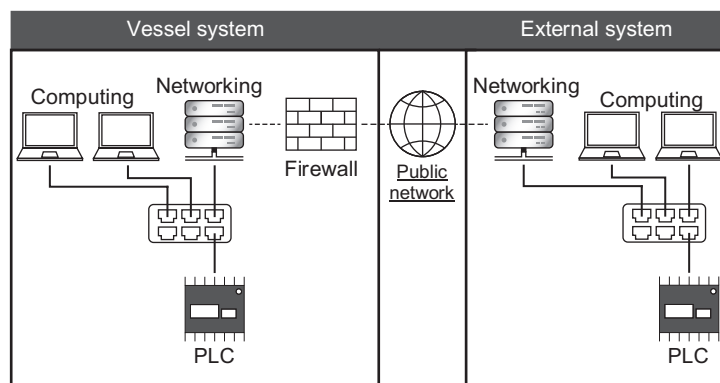 Vessel system
External system
Networking
Computing
Firewall
PLC
Public
network
Networking
Computing
PLC